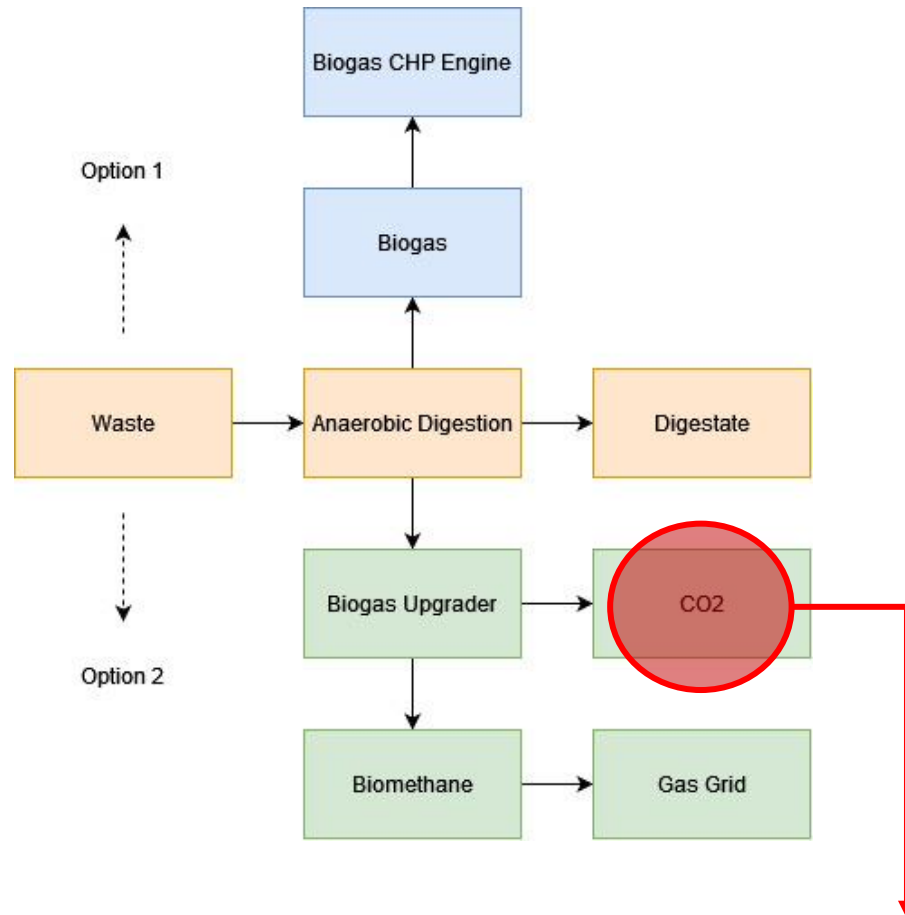 Biogas CHP Engine
Option 1
Biogas
Waste
Anaerobic Digestion
Digestate
Biogas Upgrader
CO2
Option 2
Biomethane
Gas Grid